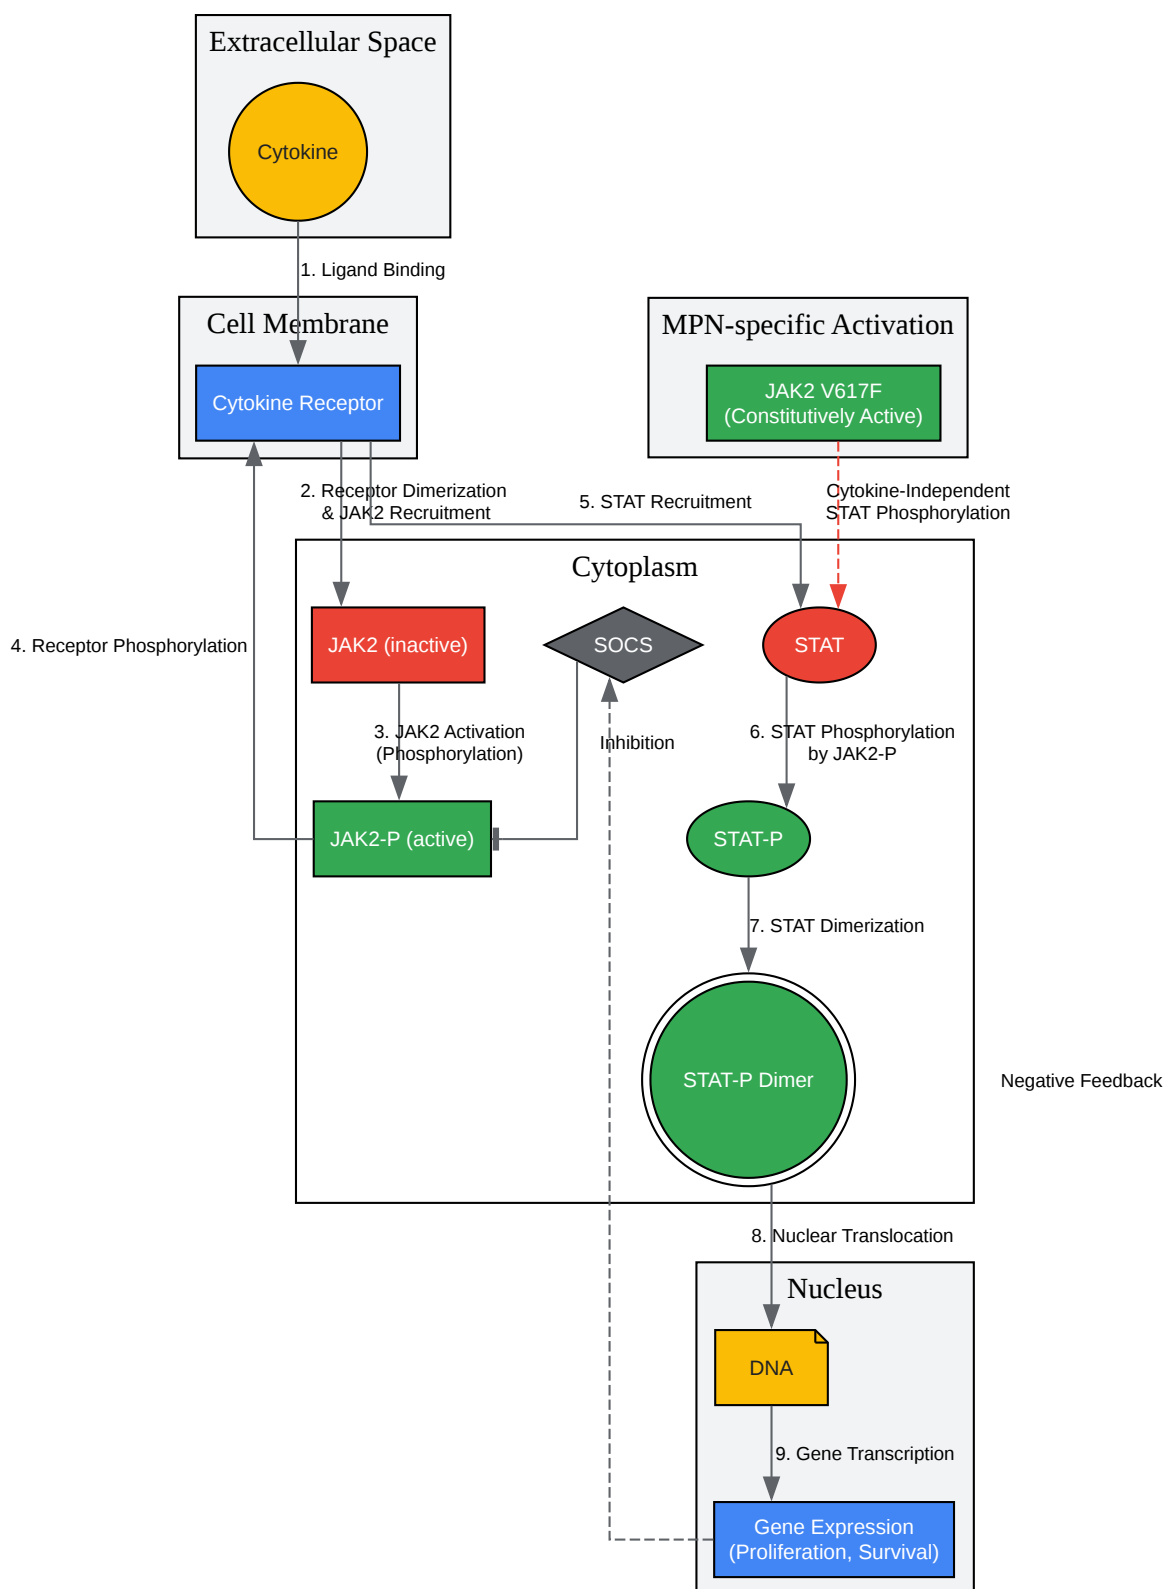 Extracellular Space
Cytokine
1. Ligand Binding
Cell Membrane
Cytokine Receptor
MPN-specific Activation
JAK2 V617F
(Constitutively Active)
2. Receptor Dimerization
& JAK2 Recruitment
5. STAT Recruitment
Cytokine-Independent
STAT Phosphorylation
Cytoplasm
4. Receptor Phosphorylation
JAK2 (inactive)
SOCS
STAT
3. JAK2 Activation
(Phosphorylation)
Inhibition
6. STAT Phosphorylation
by JAK2-P
JAK2-P (active)
STAT-P
7. STAT Dimerization
STAT-P Dimer
Negative Feedback
8. Nuclear Translocation
Nucleus
DNA
9. Gene Transcription
Gene Expression
(Proliferation, Survival)